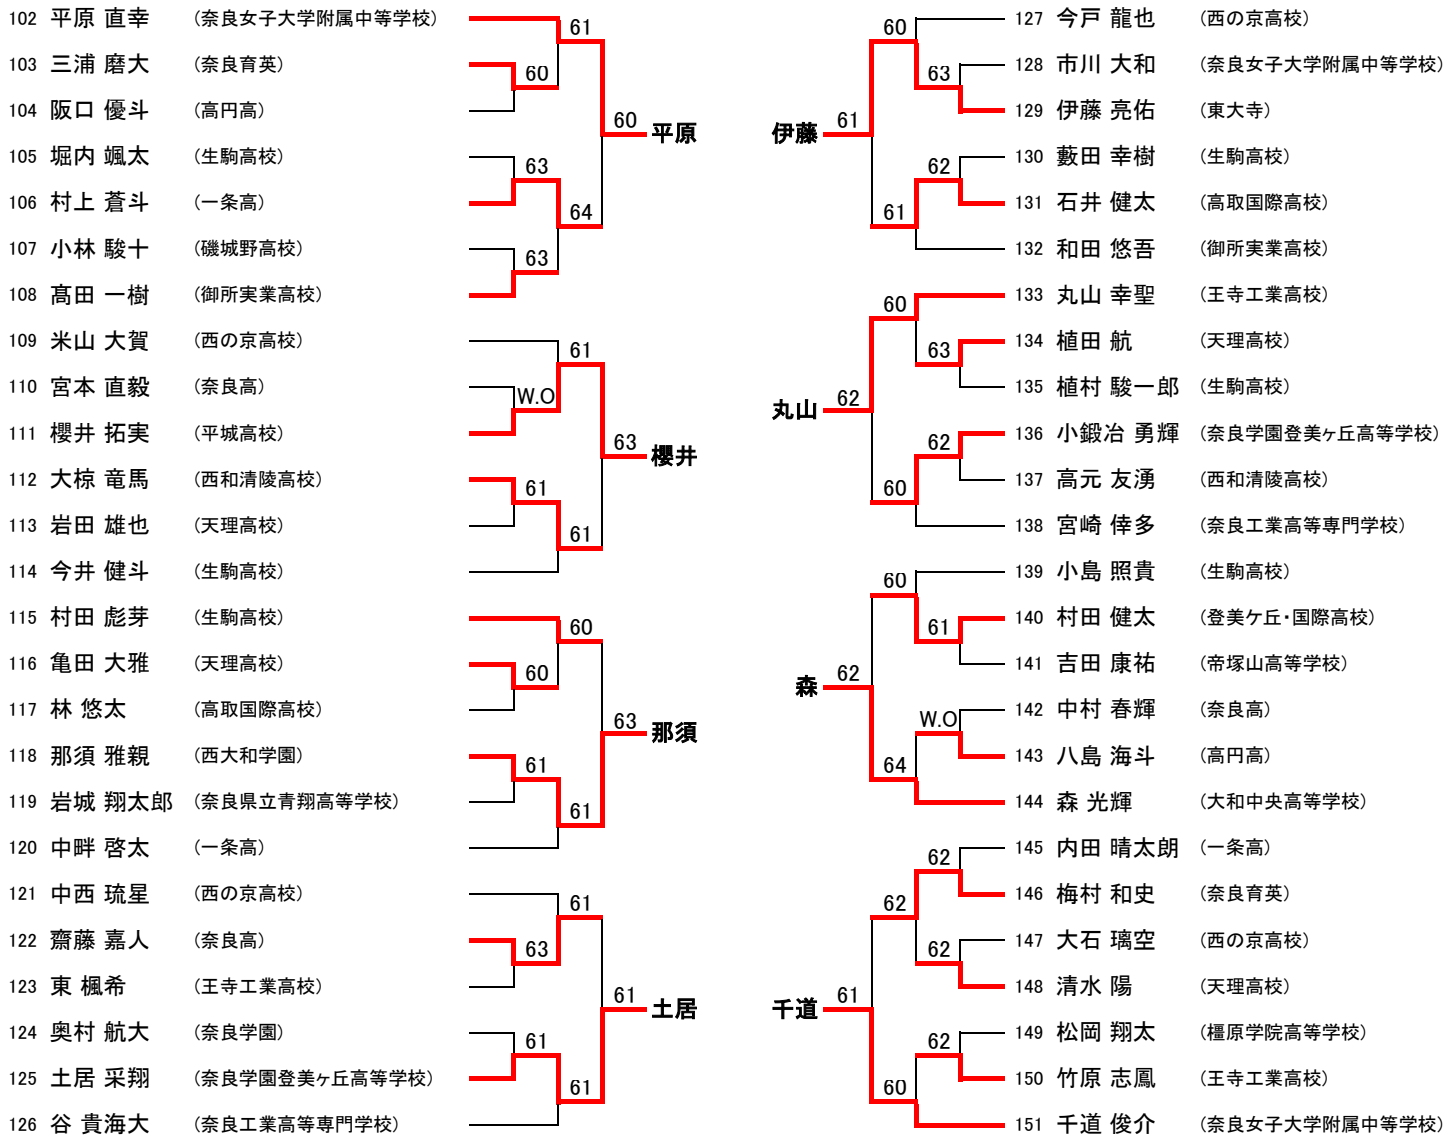 102 平原 直幸 (奈良女子大学附属中等学校)
103 三浦 磨大 (奈良育英)
104 阪口 優斗 (高円高)
105 堀内 颯太 (生駒高校)
106 村上 蒼斗 (一条高)
107 小林 駿十 (磯城野高校)
108 髙田 一樹 (御所実業高校)
109 米山 大賀 (西の京高校)
110 宮本 直毅 (奈良高)
111 櫻井 拓実 (平城高校)
112 大椋 竜馬 (西和清陵高校)
113 岩田 雄也 (天理高校)
114 今井 健斗 (生駒高校)
115 村田 彪芽 (生駒高校)
116 亀田 大雅 (天理高校)
117 林 悠太 (高取国際高校)
118 那須 雅親 (西大和学園)
119 岩城 翔太郎 (奈良県立青翔高等学校)
120 中畔 啓太 (一条高)
121 中西 琉星 (西の京高校)
122 齋藤 嘉人 (奈良高)
123 東 楓希 (王寺工業高校)
124 奥村 航大 (奈良学園)
125 土居 采翔 (奈良学園登美ヶ丘高等学校)
126 谷 貴海大 (奈良工業高等専門学校)
61
60
60 平原
63
64
63
61
W.O
63 櫻井
61
61
60
60
63 那須
61
61
61
63
61 土居
61
61
60
63
伊藤 61
62
61
60
63
丸山 62
62
60
60
61
森 62
W.O
64
62
62
62
千道 61
62
60
127 今戸 龍也 (西の京高校)
128 市川 大和 (奈良女子大学附属中等学校)
129 伊藤 亮佑 (東大寺)
130 藪田 幸樹 (生駒高校)
131 石井 健太 (高取国際高校)
132 和田 悠吾 (御所実業高校)
133 丸山 幸聖 (王寺工業高校)
134 植田 航 (天理高校)
135 植村 駿一郎 (生駒高校)
136 小鍛冶 勇輝 (奈良学園登美ヶ丘高等学校)
137 高元 友湧 (西和清陵高校)
138 宮崎 倖多 (奈良工業高等専門学校)
139 小島 照貴 (生駒高校)
140 村田 健太 (登美ケ丘・国際高校)
141 吉田 康祐 (帝塚山高等学校)
142 中村 春輝 (奈良高)
143 八島 海斗 (高円高)
144 森 光輝 (大和中央高等学校)
145 内田 晴太朗 (一条高)
146 梅村 和史 (奈良育英)
147 大石 璃空 (西の京高校)
148 清水 陽 (天理高校)
149 松岡 翔太 (橿原学院高等学校)
150 竹原 志鳳 (王寺工業高校)
151 千道 俊介 (奈良女子大学附属中等学校)